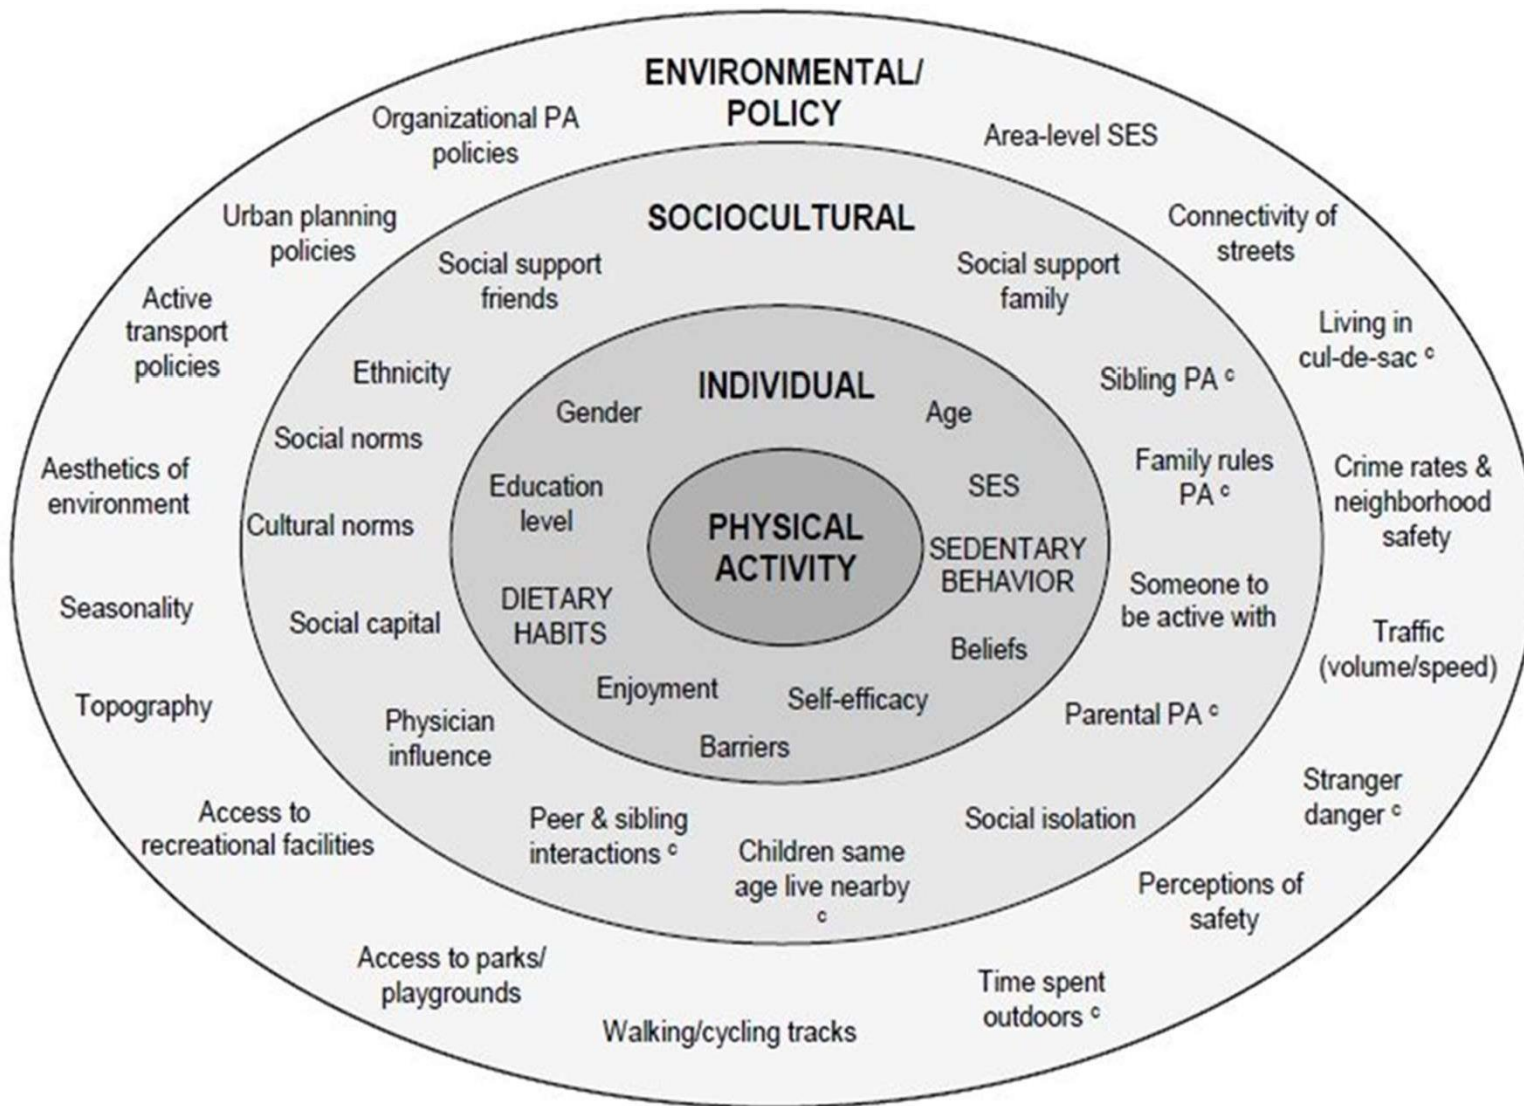 ENVIRONMENTAL/
POLICY
Organizational PA
policies
Area-level SES
Urban planning
policies
Connectivity of
streets
Active
transport
policies
Living in
cul-de-sac ᶜ
Aesthetics of
environment
Crime rates &
neighborhood
safety
Seasonality
Traffic
(volume/speed)
Topography
Stranger
danger ᶜ
Access to
recreational facilities
Perceptions of
safety
Access to parks/
playgrounds
Time spent
outdoors ᶜ
Walking/cycling tracks
SOCIOCULTURAL
Social support
friends
Social support
family
Ethnicity
Sibling PA ᶜ
Social norms
Family rules
PA ᶜ
Cultural norms
Someone to
be active with
Social capital
Parental PA ᶜ
Physician
influence
Social isolation
Peer & sibling
interactions ᶜ
Children same
age live nearby
ᶜ
INDIVIDUAL
Gender
Age
Education
level
SES
SEDENTARY
BEHAVIOR
DIETARY
HABITS
Beliefs
Enjoyment
Self-efficacy
Barriers
PHYSICAL
ACTIVITY